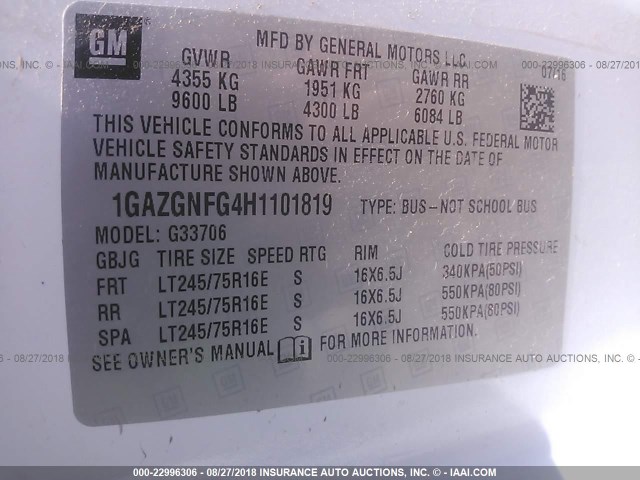 GM
MFD BY GENERAL MOTORS LLC
GVWR GAWR FRT GAWR RR 07/16
4355 KG 1951 KG 2760 KG
9600 LB 4300 LB 6084 LB
THIS VEHICLE CONFORMS TO ALL APPLICABLE U.S. FEDERAL MOTOR
VEHICLE SAFETY STANDARDS IN EFFECT ON THE DATE OF
MANUFACTURE SHOWN ABOVE.
1GAZGNFG4H1101819 TYPE: BUS-NOT SCHOOL BUS
MODEL: G33706
GBJG TIRE SIZE SPEED RTG RIM COLD TIRE PRESSURE
FRT LT245/75R16E S 16X6.5J 340KPA(50PSI)
RR LT245/75R16E S 16X6.5J 550KPA(80PSI)
SPA LT245/75R16E S 16X6.5J 550KPA(80PSI)
SEE OWNER'S MANUAL i FOR MORE INFORMATION.
000-22996306 - 08/27/2018 INSURANCE AUTO AUCTIONS - © IAAI.COM